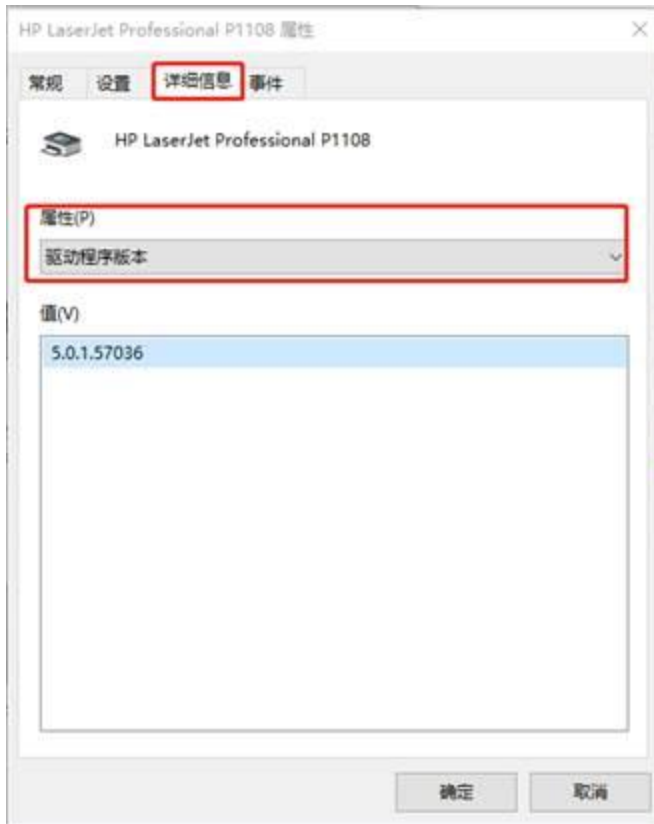 HP LaserJet Professional P1108 属性
常规 设置 详细信息 事件
HP LaserJet Professional P1108
属性(P)
驱动程序版本
值(V)
5.0.1.57036
确定 取消